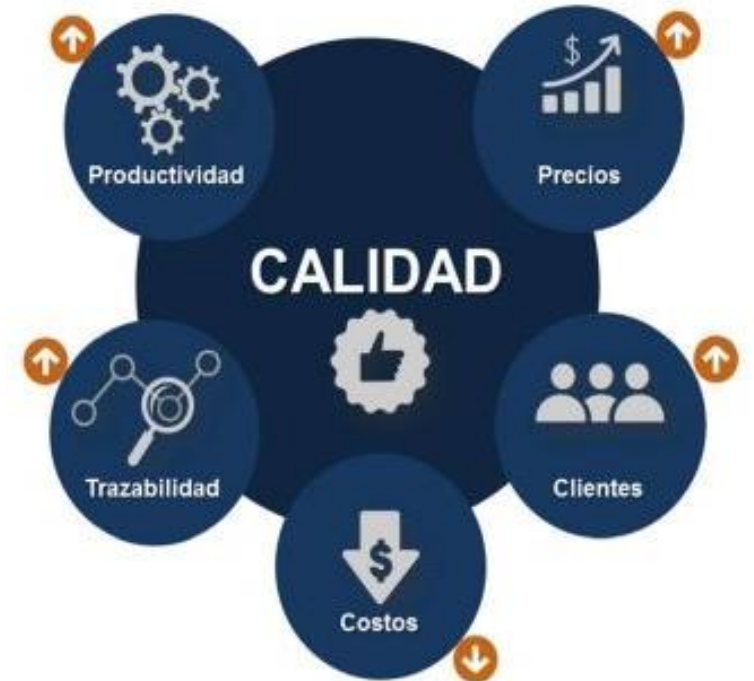 Productividad
$
Precios
CALIDAD
Trazabilidad
Clientes
$
Costos